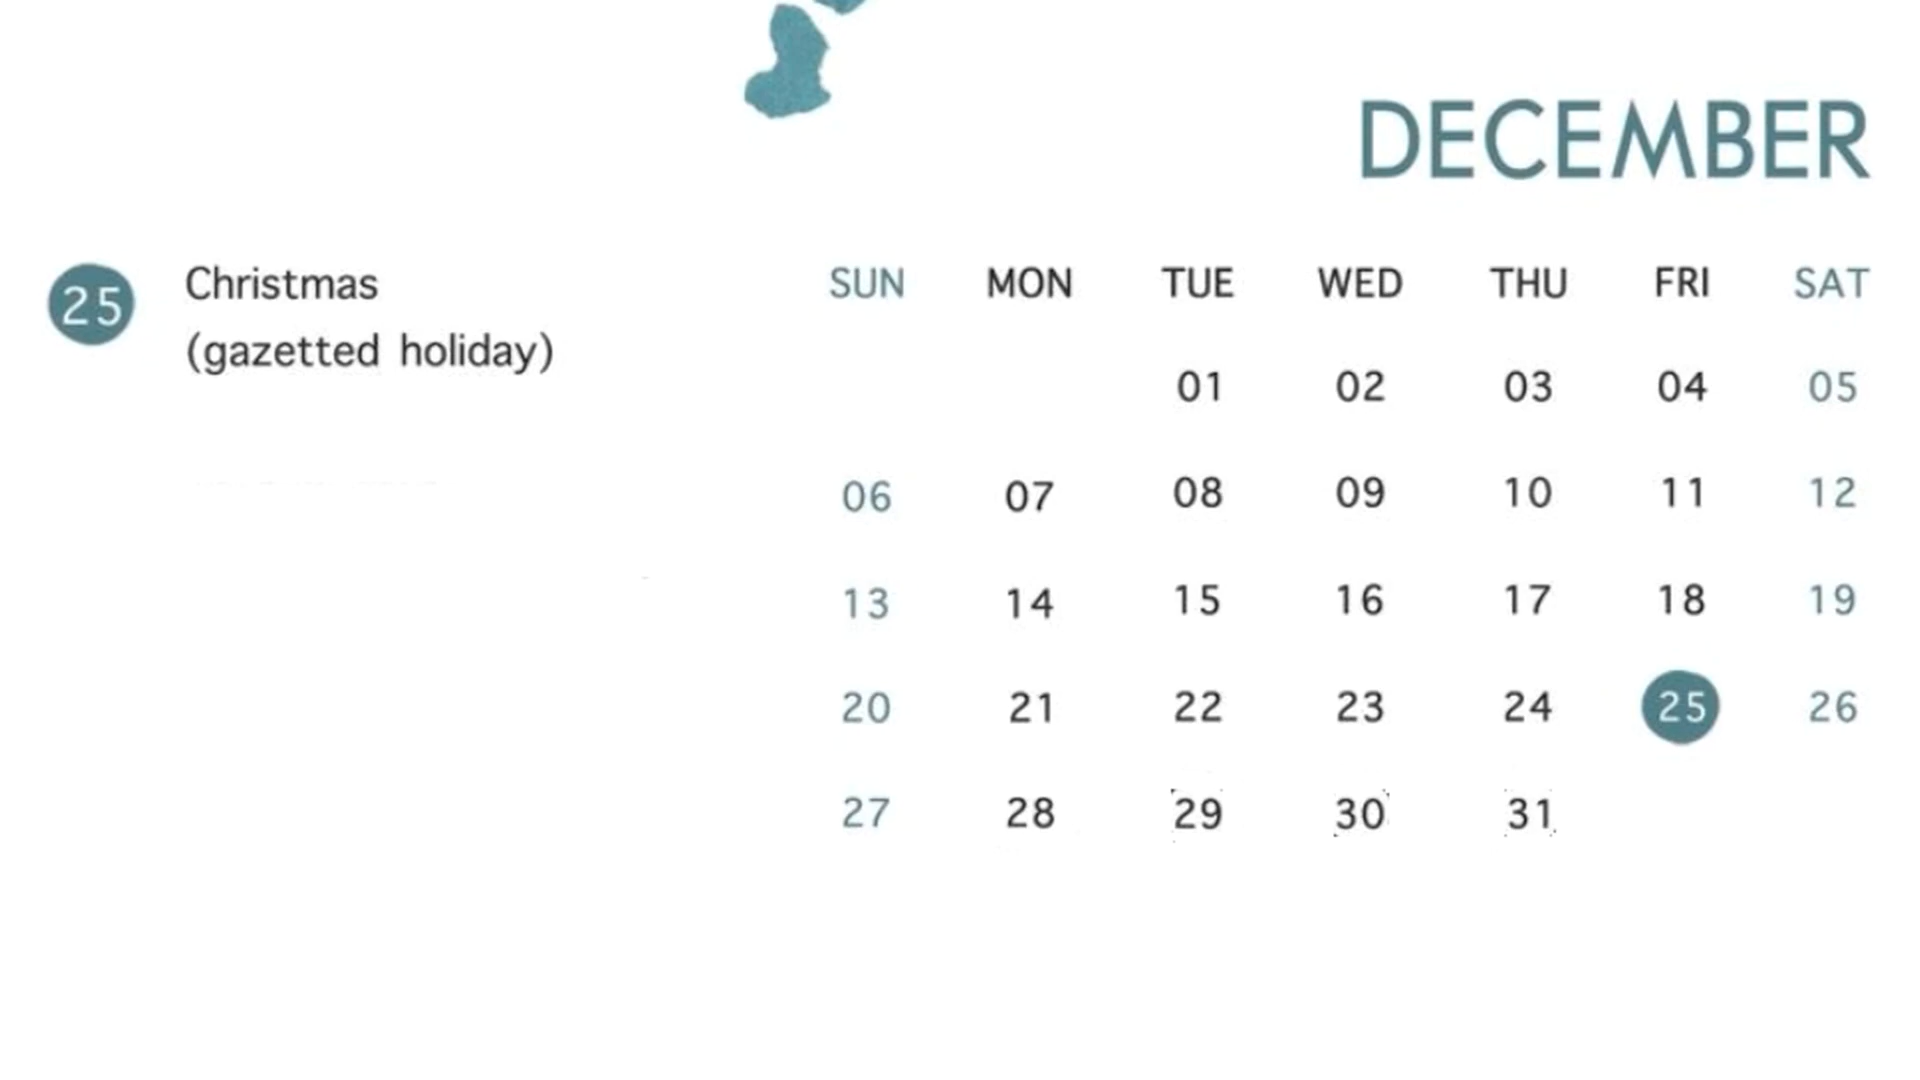 DECEMBER
25 Christmas
(gazetted holiday)
SUN MON TUE WED THU FRI SAT
01 02 03 04 05
06 07 08 09 10 11 12
13 14 15 16 17 18 19
20 21 22 23 24 25 26
27 28 29 30 31